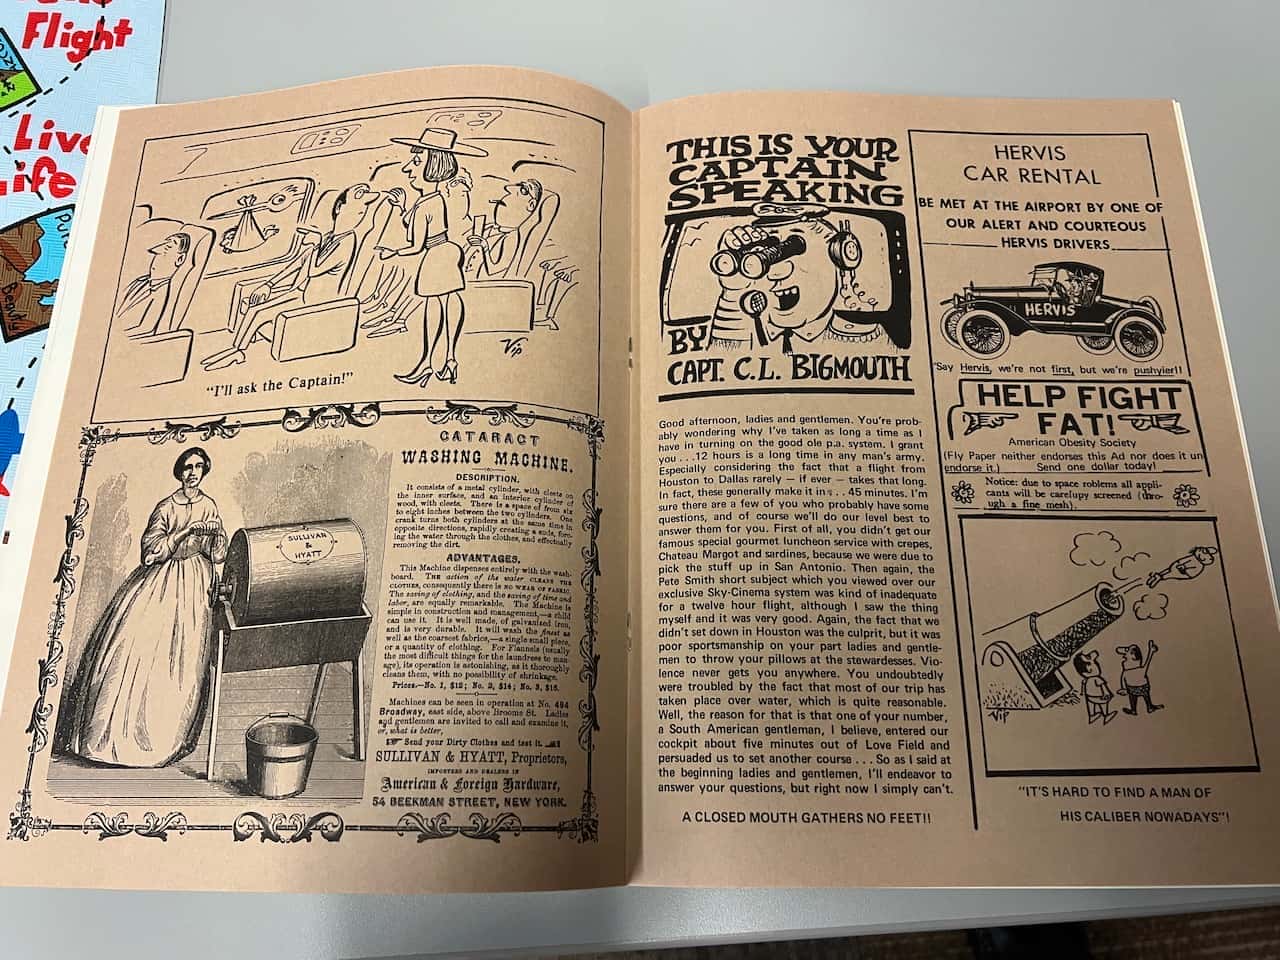 Flight
Live
Life
"I'll ask the Captain!"
Vip
CATARACT
WASHING MACHINE.
DESCRIPTION.
It consists of a metal cylinder, with cleets on
the inner surface, and an interior cylinder of
wood, with cleets. There is a space of from six
to eight inches between the two cylinders. One
crank turns both cylinders at the same time in
opposite directions, rapidly creating a suds, forc-
ing the water through the clothes, and effectually
removing the dirt.
ADVANTAGES.
This Machine dispenses entirely with the wash-
board. THE action of the water CLEANS THE
CLOTHES, consequently there is NO WEAR OF FABRIC.
The saving of clothing, and the saving of time and
labor, are equally remarkable. The Machine is
simple in construction and management,—a child
can use it. It is well made, of galvanized iron,
and is very durable. It will wash the finest as
well as the coarsest fabrics,—a single small piece,
or a quantity of clothing. For Flannels (usually
the most difficult things for the laundress to man-
age), its operation is astonishing, as it thoroughly
cleans them, with no possibility of shrinkage.
Prices.—No. 1, $12; No. 2, $14; No. 3, $16.
Machines can be seen in operation at No. 494
Broadway, east side, above Broome St. Ladies
and gentlemen are invited to call and examine it,
or, what is better,
Send your Dirty Clothes and test it.
SULLIVAN & HYATT, Proprietors,
IMPORTERS AND DEALERS IN
American & Foreign Hardware,
54 BEEKMAN STREET, NEW YORK.
SULLIVAN
&
HYATT
THIS IS YOUR
CAPTAIN
SPEAKING
BY
CAPT. C.L. BIGMOUTH
Good afternoon, ladies and gentlemen. You're prob-
ably wondering why I've taken as long a time as I
have in turning on the good ole p.a. system. I grant
you . . .12 hours is a long time in any man's army.
Especially considering the fact that a flight from
Houston to Dallas rarely — if ever — takes that long.
In fact, these generally make it in . . . 45 minutes. I'm
sure there are a few of you who probably have some
questions, and of course we'll do our level best to
answer them for you. First of all, you didn't get our
famous special gourmet luncheon service with crepes,
Chateau Margot and sardines, because we were due to
pick the stuff up in San Antonio. Then again, the
Pete Smith short subject which you viewed over our
exclusive Sky-Cinema system was kind of inadequate
for a twelve hour flight, although I saw the thing
myself and it was very good. Again, the fact that we
didn't set down in Houston was the culprit, but it was
poor sportsmanship on your part ladies and gentle-
men to throw your pillows at the stewardesses. Vio-
lence never gets you anywhere. You undoubtedly
were troubled by the fact that most of our trip has
taken place over water, which is quite reasonable.
Well, the reason for that is that one of your number,
a South American gentleman, I believe, entered our
cockpit about five minutes out of Love Field and
persuaded us to set another course . . . So as I said at
the beginning ladies and gentlemen, I'll endeavor to
answer your questions, but right now I simply can't.
A CLOSED MOUTH GATHERS NO FEET!!
HERVIS
CAR RENTAL
BE MET AT THE AIRPORT BY ONE OF
OUR ALERT AND COURTEOUS
HERVIS DRIVERS
HERVIS
"Say Hervis, we're not first, but we're pushyier!!
HELP FIGHT
FAT!
American Obesity Society
(Fly Paper neither endorses this Ad nor does it un
endorse it.) Send one dollar today!
Notice: due to space roblems all appli-
cants will be carelupy screened (thro-
ugh a fine mesh).
Vip
"IT'S HARD TO FIND A MAN OF
HIS CALIBER NOWADAYS"!